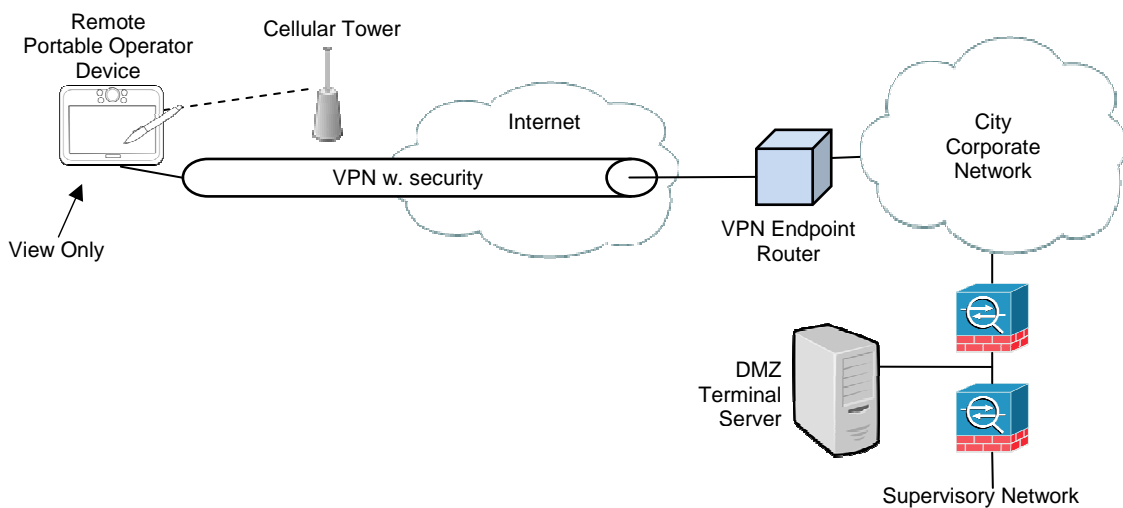 Remote
Portable Operator
Device
Cellular Tower
Internet
City
Corporate
Network
VPN w. security
View Only
VPN Endpoint
Router
DMZ
Terminal
Server
Supervisory Network